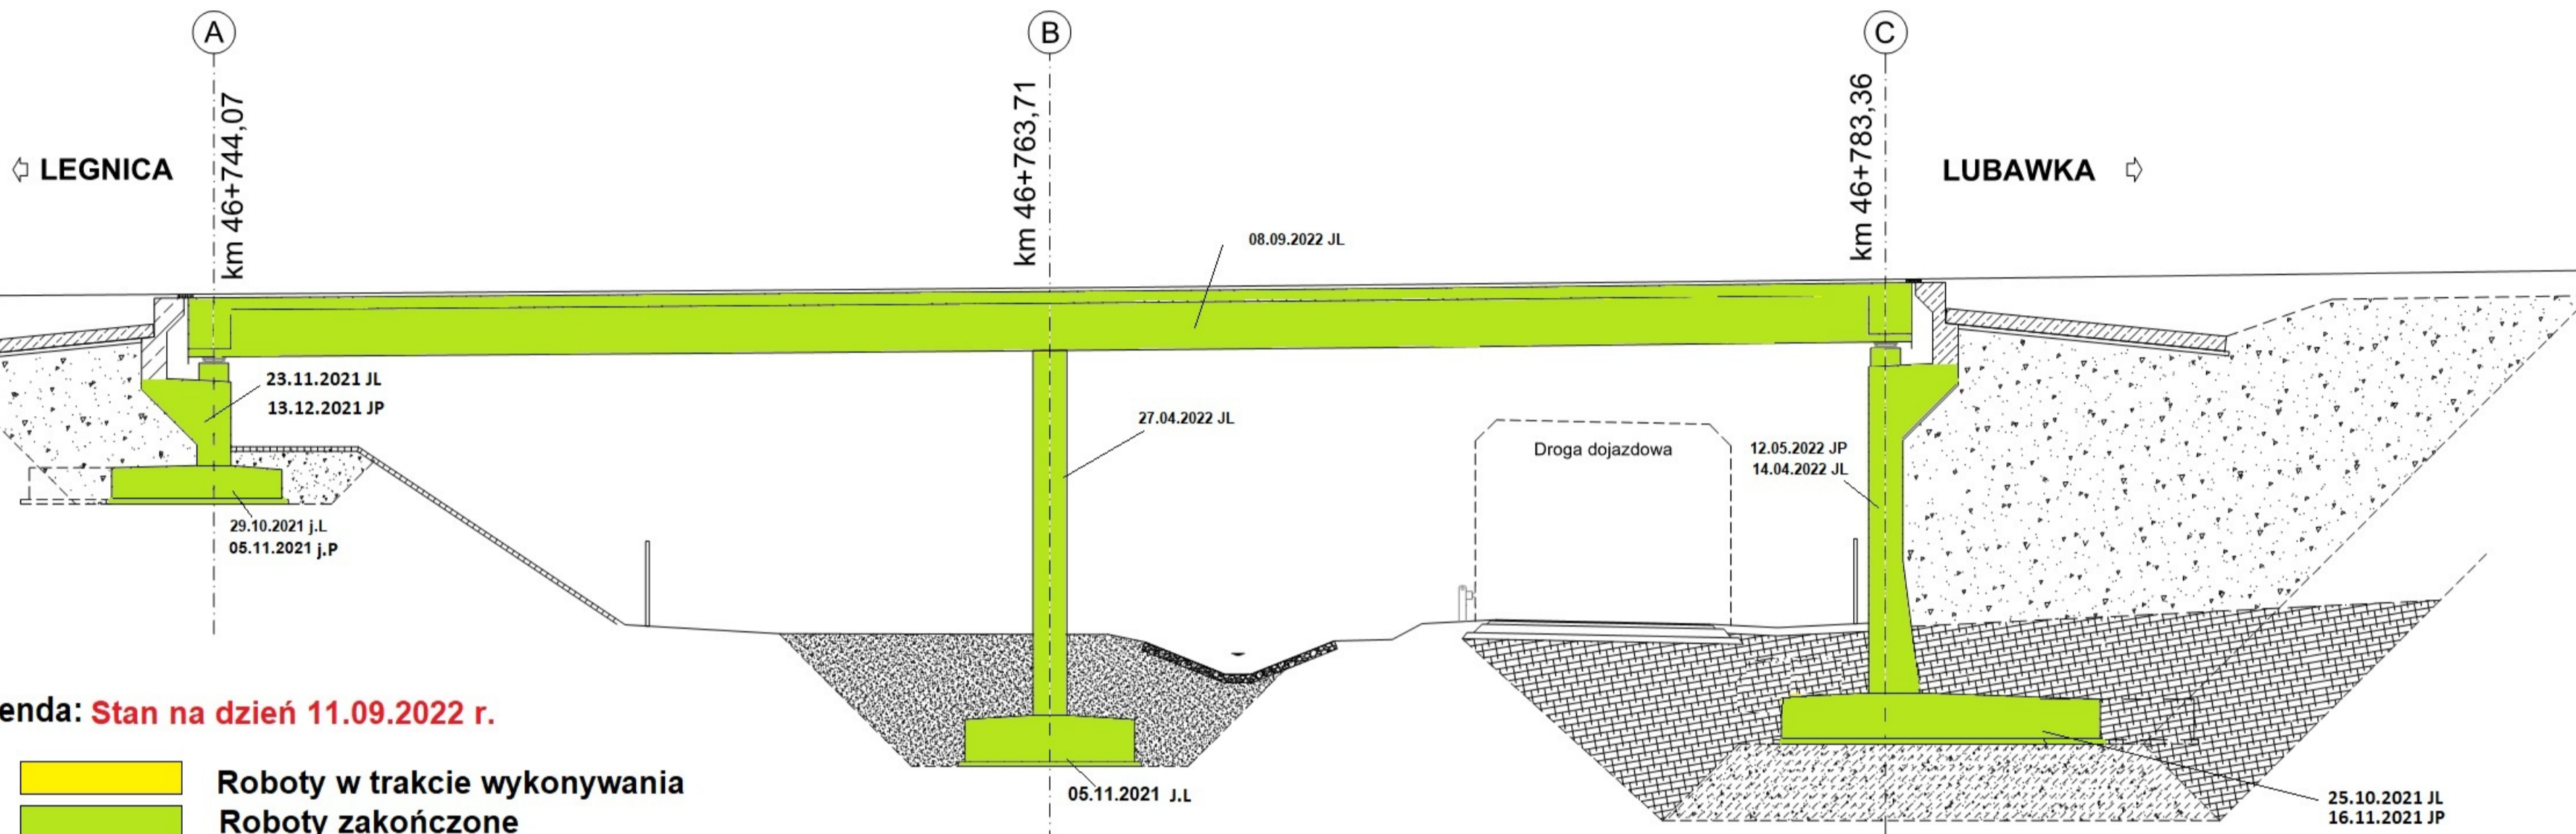 A
B
C
km 46+744,07
km 46+763,71
km 46+783,36
LEGNICA
LUBAWKA
08.09.2022 JL
23.11.2021 JL
13.12.2021 JP
27.04.2022 JL
Droga dojazdowa
12.05.2022 JP
14.04.2022 JL
29.10.2021 j.L
05.11.2021 j.P
enda: Stan na dzień 11.09.2022 r.
Roboty w trakcie wykonywania
Roboty zakończone
05.11.2021 J.L
25.10.2021 JL
16.11.2021 JP